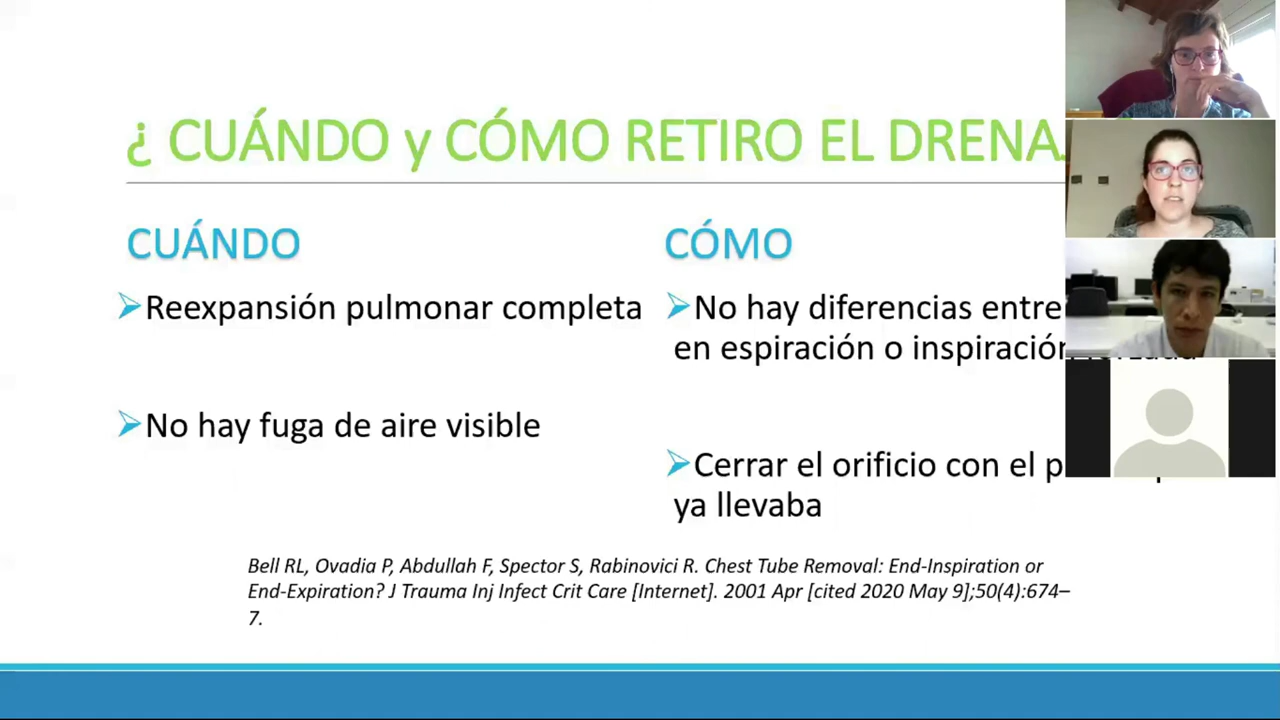 ¿ CUÁNDO y CÓMO RETIRO EL DRENA
CUÁNDO
➢Reexpansión pulmonar completa
➢No hay fuga de aire visible
CÓMO
➢No hay diferencias entre
en espiración o inspiración
➢Cerrar el orificio con el
ya llevaba
Bell RL, Ovadia P, Abdullah F, Spector S, Rabinovici R. Chest Tube Removal: End-Inspiration or
End-Expiration? J Trauma Inj Infect Crit Care [Internet]. 2001 Apr [cited 2020 May 9];50(4):674–
7.